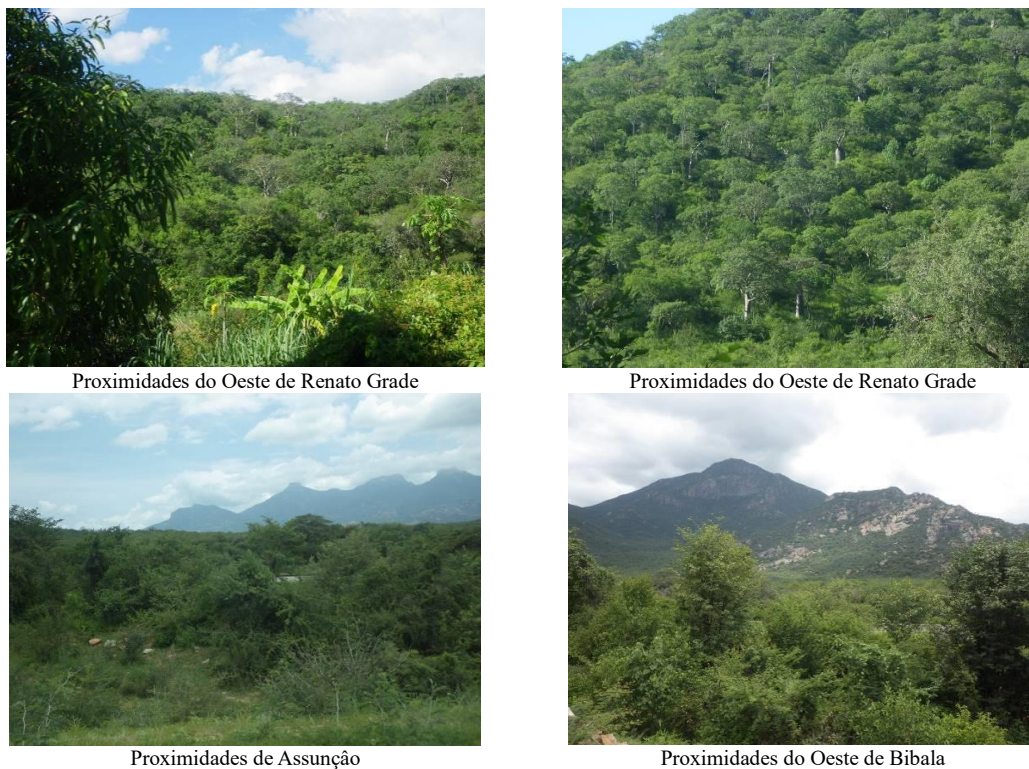 Proximidades do Oeste de Renato Grade
Proximidades do Oeste de Renato Grade
Proximidades de Assunçâo
Proximidades do Oeste de Bibala